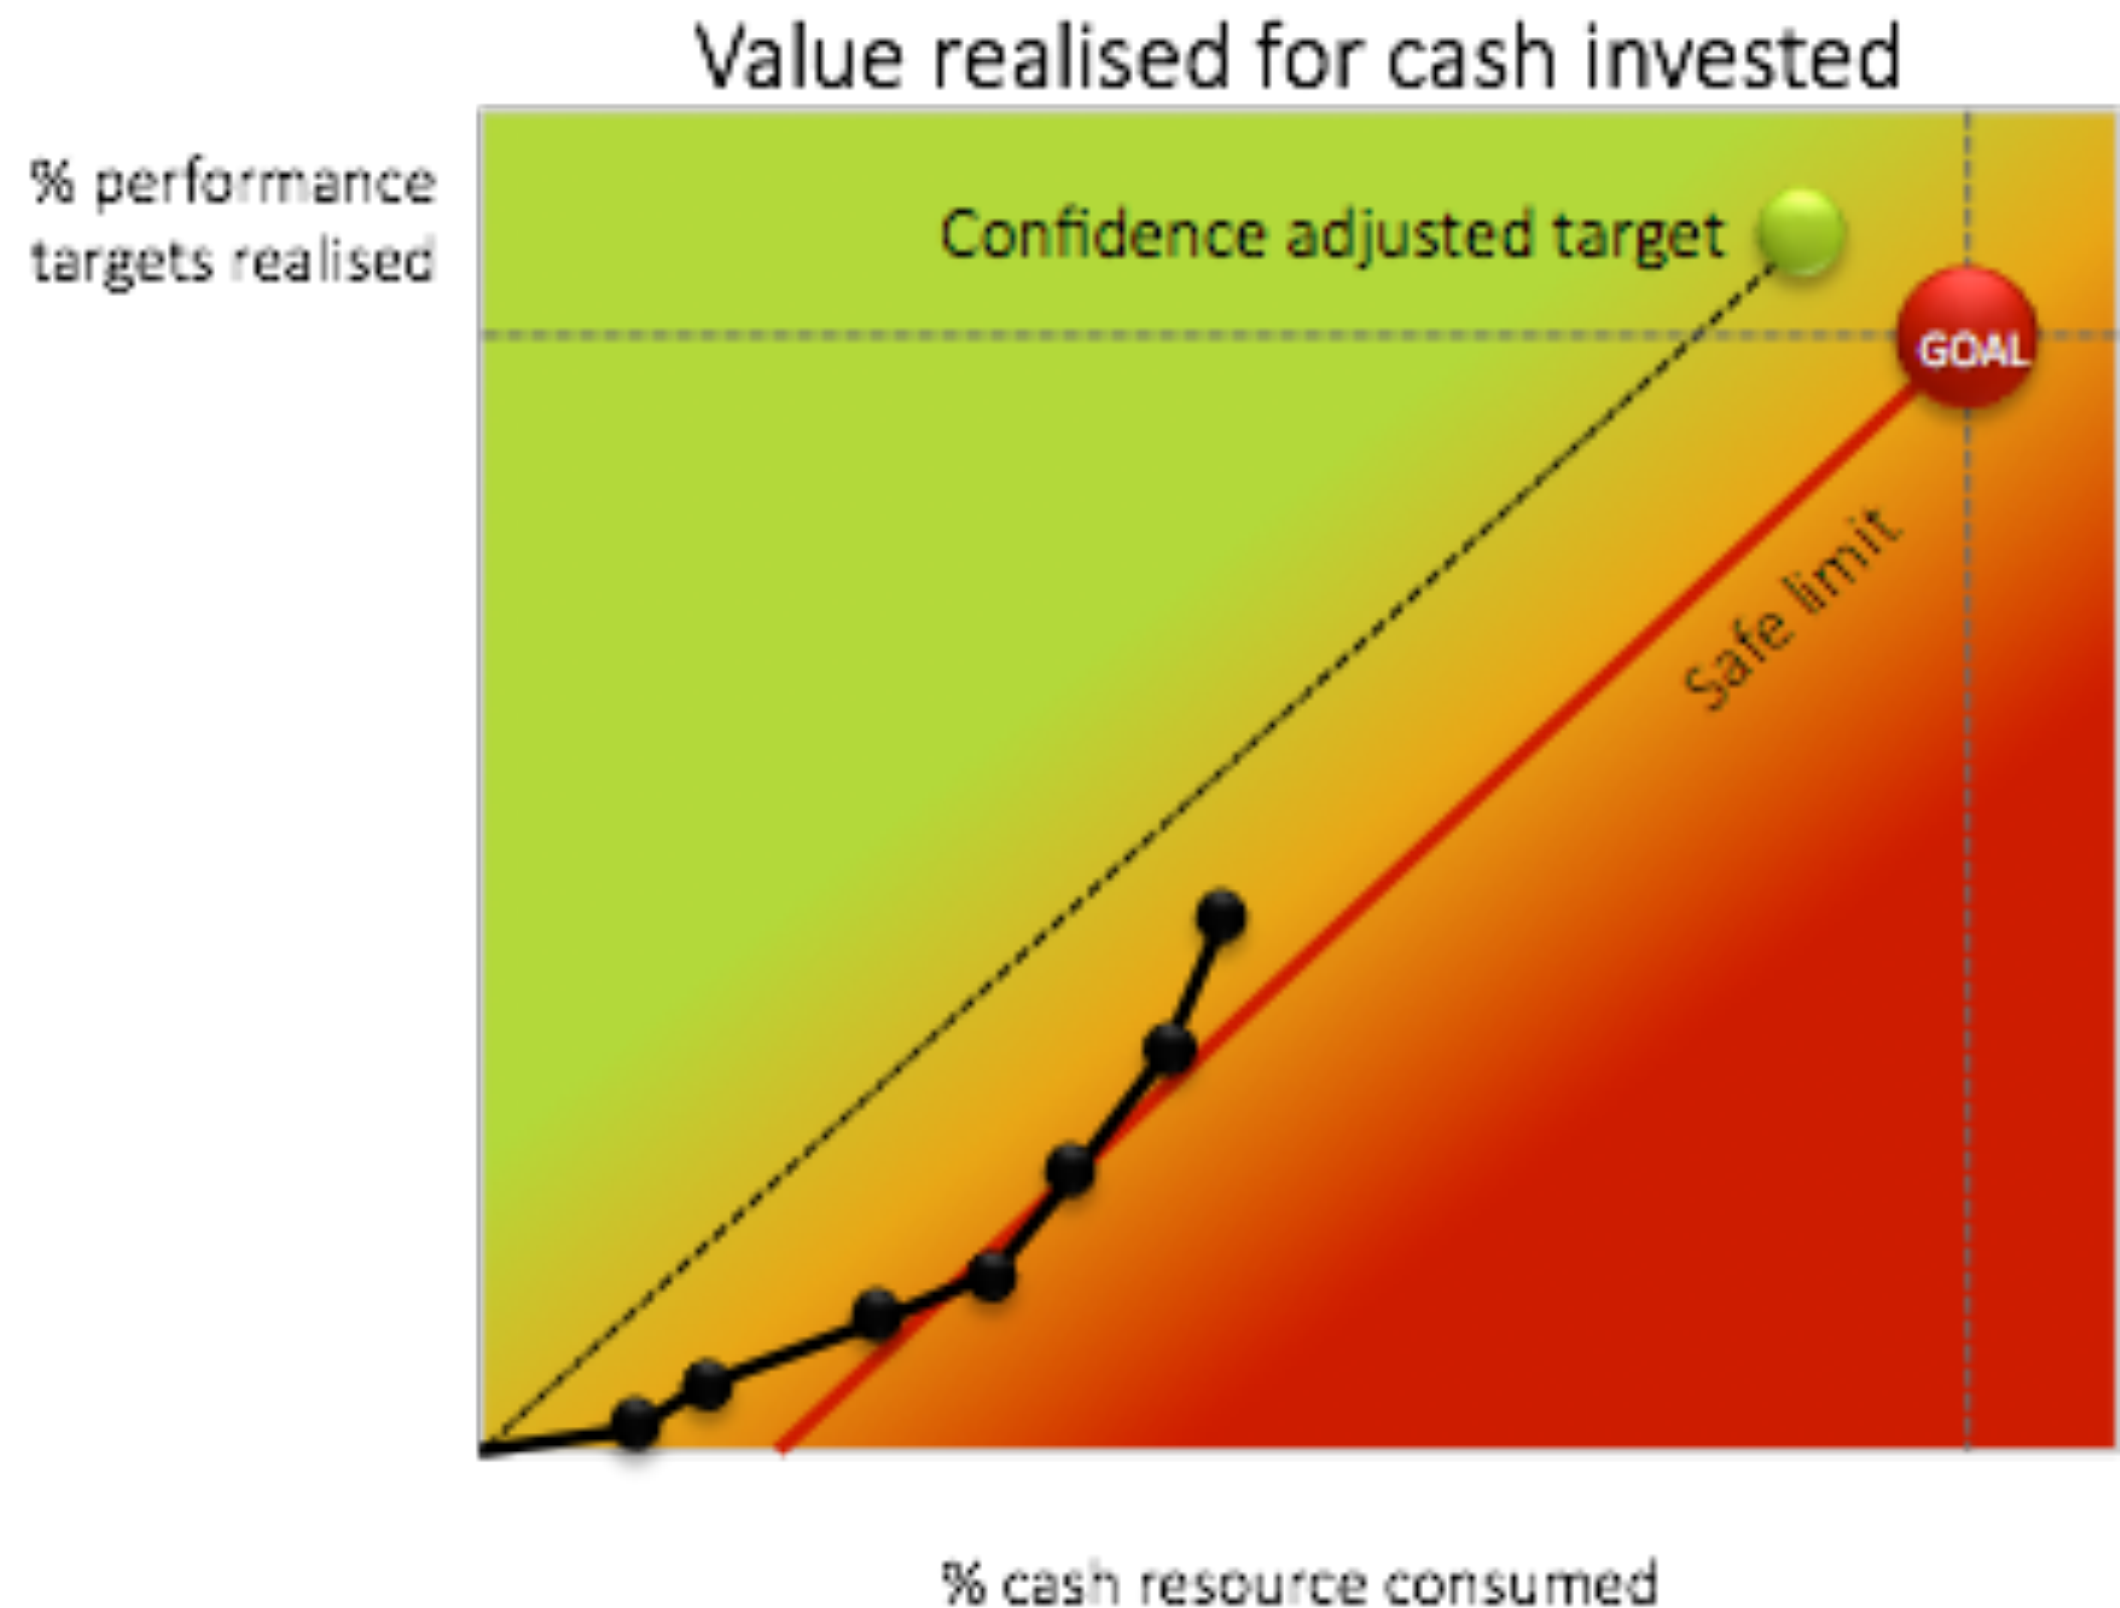 Value realised for cash invested
% performance
targets realised
Confidence adjusted target
GOAL
Safe limit
% cash resource consumed